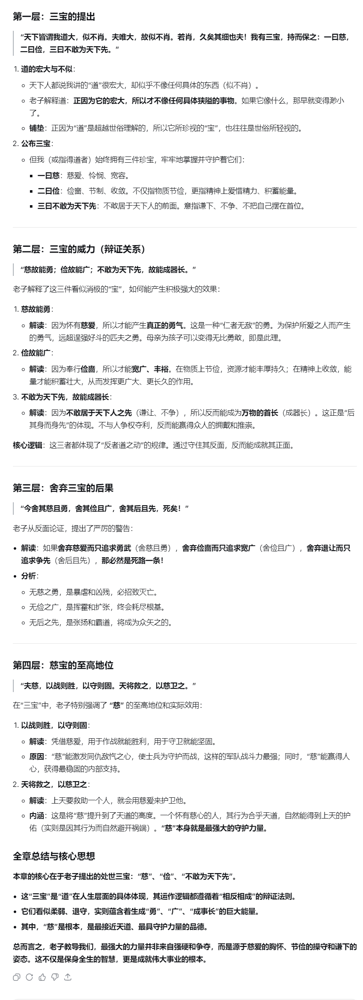 第一层：三宝的提出
“天下皆谓我道大，似不肖。夫唯大，故似不肖。若肖，久矣其细也夫！我有三宝，持而保之：一曰慈，
二曰俭，三曰不敢为天下先。”
1. 道的宏大与不似：
天下人都说我讲的“道”很宏大，却似乎不像任何具体的东西（似不肖）。
老子解释道：正因为它的宏大，所以才不像任何具体狭隘的事物。如果它像什么，那早就变得渺小
了。
铺垫：正因为“道”是超越世俗理解的，所以它所珍视的“宝”，也往往是世俗所轻视的。
2. 公布三宝：
但我（或指得道者）始终拥有三件珍宝，牢牢地掌握并守护着它们：
一曰慈：慈爱、怜悯、宽容。
二曰俭：俭啬、节制、收敛。不仅指物质节俭，更指精神上爱惜精力、积蓄能量。
三曰不敢为天下先：不敢居于天下人的前面。意指谦下、不争、不把自己摆在首位。
第二层：三宝的威力（辩证关系）
“慈故能勇；俭故能广；不敢为天下先，故能成器长。”
老子解释了这三件看似消极的“宝”，如何能产生积极强大的效果：
1. 慈故能勇：
解读：因为怀有慈爱，所以才能产生真正的勇气。这是一种“仁者无敌”的勇。为保护所爱之人而产生
的勇气，远超逞强好斗的匹夫之勇。母亲为孩子可以变得无比勇敢，即是此理。
2. 俭故能广：
解读：因为奉行俭啬，所以才能宽广、丰裕。在物质上节俭，资源才能丰厚持久；在精神上收敛，能
量才能积蓄壮大，从而发挥更广大、更长久的作用。
3. 不敢为天下先，故能成器长：
解读：因为不敢居于天下人之先（谦让、不争），所以反而能成为万物的首长（成器长）。这正是“后
其身而身先”的体现。不与人争权夺利，反而能赢得众人的拥戴和推崇。
核心逻辑：这三者都体现了“反者道之动”的规律。通过守住其反面，反而能成就其正面。
第三层：舍弃三宝的后果
“今舍其慈且勇，舍其俭且广，舍其后且先，死矣！”
老子从反面论证，提出了严厉的警告：
解读：如果舍弃慈爱而只追求勇武（舍慈且勇），舍弃俭啬而只追求宽广（舍俭且广），舍弃退让而只
追求争先（舍后且先），那必然是死路一条！
分析：
无慈之勇，是暴虐和凶残，必招致灭亡。
无俭之广，是挥霍和扩张，终会耗尽根基。
无后之先，是张扬和霸道，将成为众矢之的。
第四层：慈宝的至高地位
“夫慈，以战则胜，以守则固。天将救之，以慈卫之。”
在“三宝”中，老子特别强调了 “慈” 的至高地位和实际效用：
1. 以战则胜，以守则固：
解读：凭借慈爱，用于作战就能胜利，用于守卫就能坚固。
原因：“慈”能激发同仇敌忾之心，使士兵为守护而战，这样的军队战斗力最强；同时，“慈”能赢得人
心，获得最稳固的内部支持。
2. 天将救之，以慈卫之：
解读：上天要救助一个人，就会用慈爱来护卫他。
内涵：这是将“慈”提升到了天道的高度。一个怀有慈心的人，其行为合乎天道，自然能得到上天的护
佑（实则是因其行为而自然避开祸端）。“慈”本身就是最强大的守护力量。
全章总结与核心思想
本章的核心在于老子提出的处世三宝：“慈”、“俭”、“不敢为天下先”。
这“三宝”是“道”在人生层面的具体体现，其运作逻辑都遵循着“相反相成”的辩证法则。
它们看似柔弱、退守，实则蕴含着生成“勇”、“广”、“成事长”的巨大能量。
其中，“慈”是根本，是最接近天道、最具守护力量的品德。
总而言之，老子教导我们，最强大的力量并非来自强硬和争夺，而是源于慈爱的胸怀、节俭的操守和谦下的
姿态。这不仅是保身全生的智慧，更是成就伟大事业的根本。